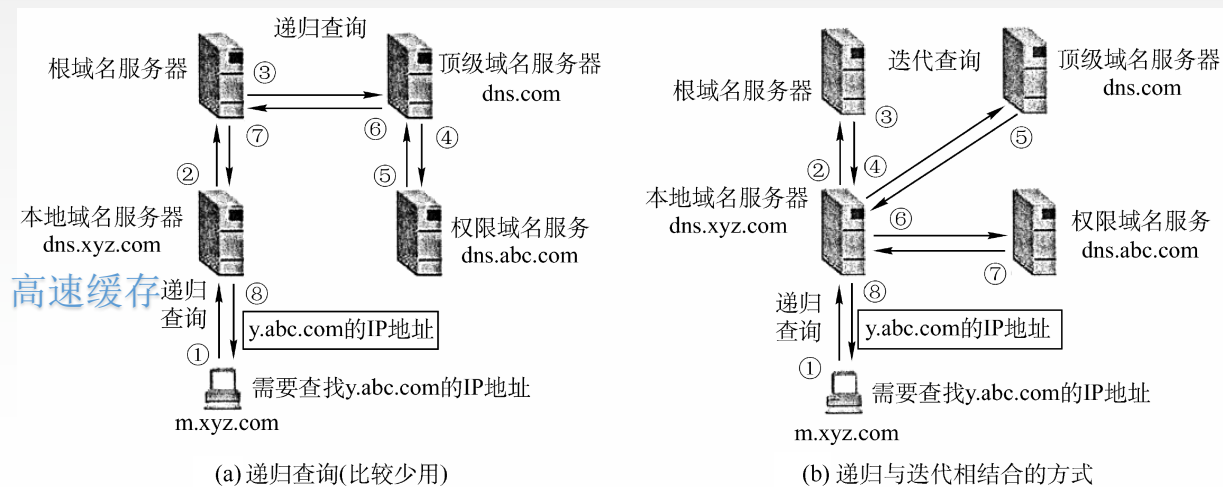 递归查询
根域名服务器
③
顶级域名服务器
dns.com
⑦
⑥
④
②
⑤
本地域名服务器
dns.xyz.com
权限域名服务
dns.abc.com
高速缓存
递归
查询
⑧
y.abc.com的IP地址
①
需要查找y.abc.com的IP地址
m.xyz.com
(a) 递归查询(比较少用)
迭代查询
根域名服务器
顶级域名服务器
dns.com
③
⑤
②
④
本地域名服务器
dns.xyz.com
⑥
权限域名服务
dns.abc.com
⑦
递归
查询
⑧
y.abc.com的IP地址
①
需要查找y.abc.com的IP地址
m.xyz.com
(b) 递归与迭代相结合的方式